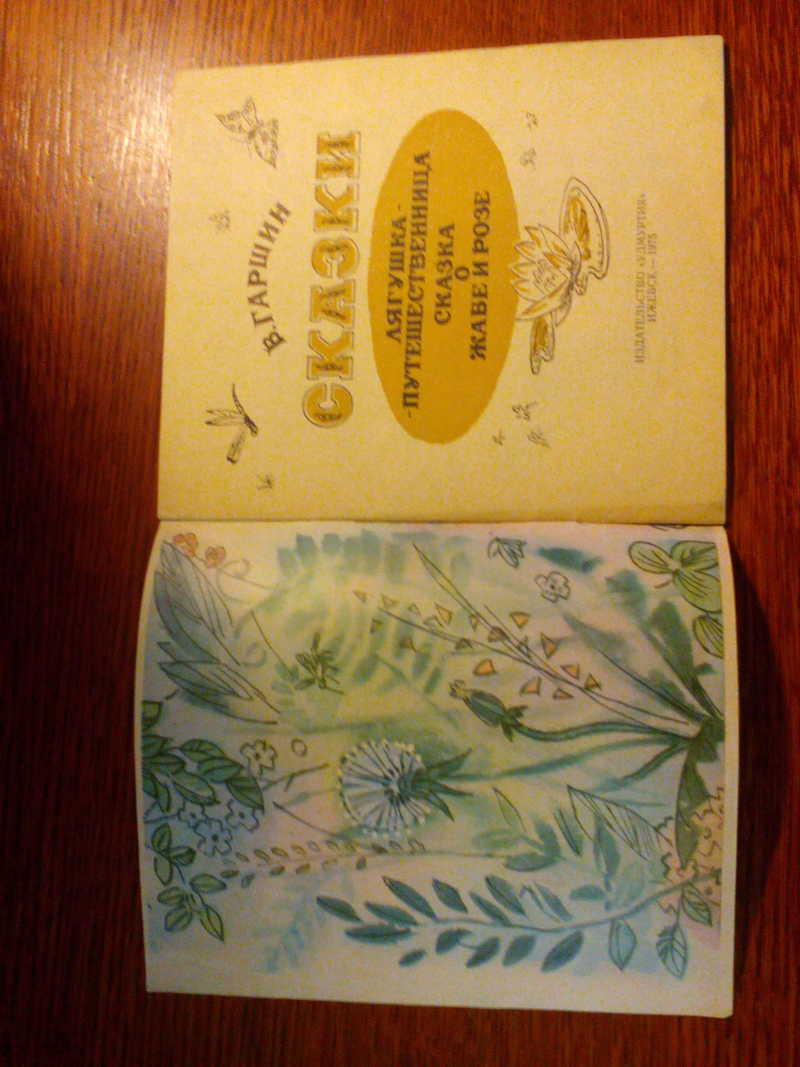 В. ГАРШИН
СКАЗКИ
ЛЯГУШКА-
-ПУТЕШЕСТВЕННИЦА
СКАЗКА
О
ЖАБЕ И РОЗЕ
ИЗДАТЕЛЬСТВО «УДМУРТИЯ»
ИЖЕВСК — 1975